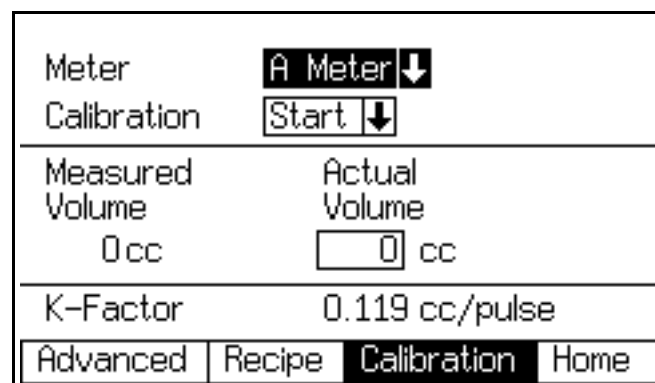 Meter A Meter
Calibration Start
Measured Actual
Volume Volume
0 cc 0 cc
K-Factor 0.119 cc/pulse
Advanced Recipe Calibration Home